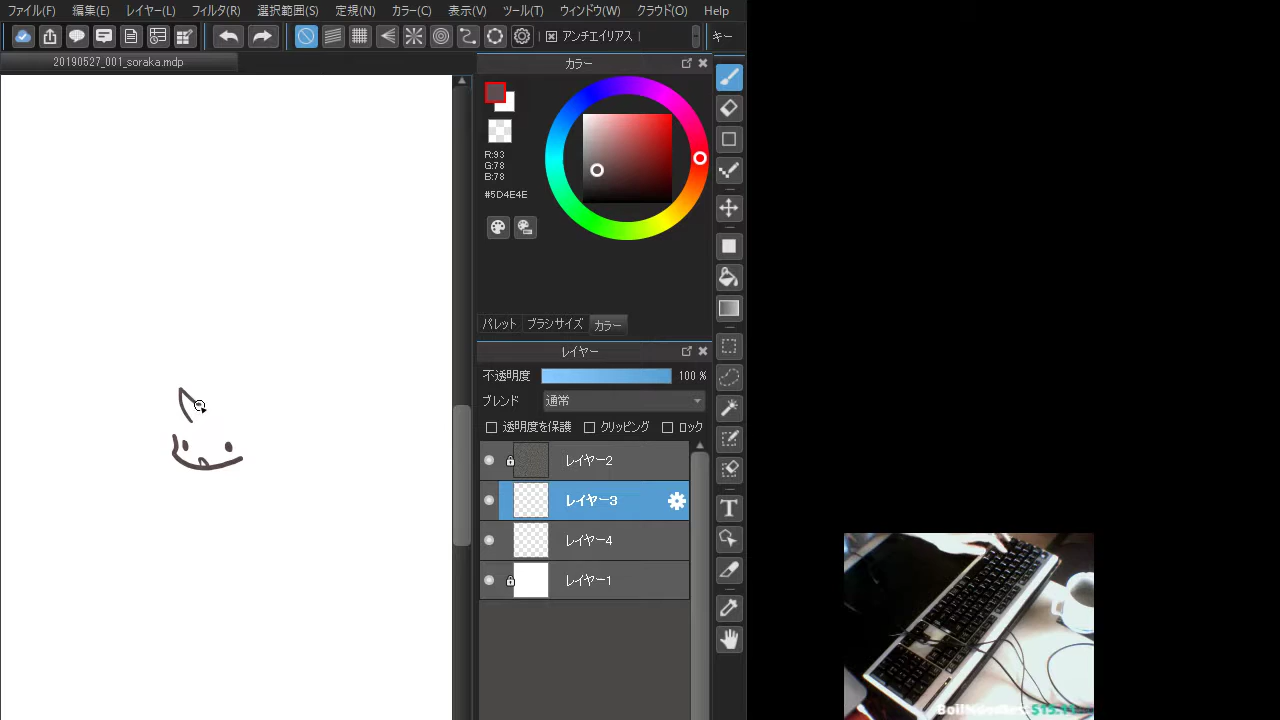 ファイル(F) 編集(E) レイヤー(L) フィルタ(R) 選択範囲(S) 定規(N) カラー(C) 表示(V) ツール(T) ウィンドウ(W) クラウド(O) Help
アンチエイリアス キー
20190527_001_soraka.mdp
カラー
R:93
G:78
B:78
#5D4E4E
パレット ブラシサイズ カラー
レイヤー
不透明度 100 %
ブレンド 通常
透明度を保護 クリッピング ロック
レイヤー2
レイヤー3
レイヤー4
レイヤー1
T